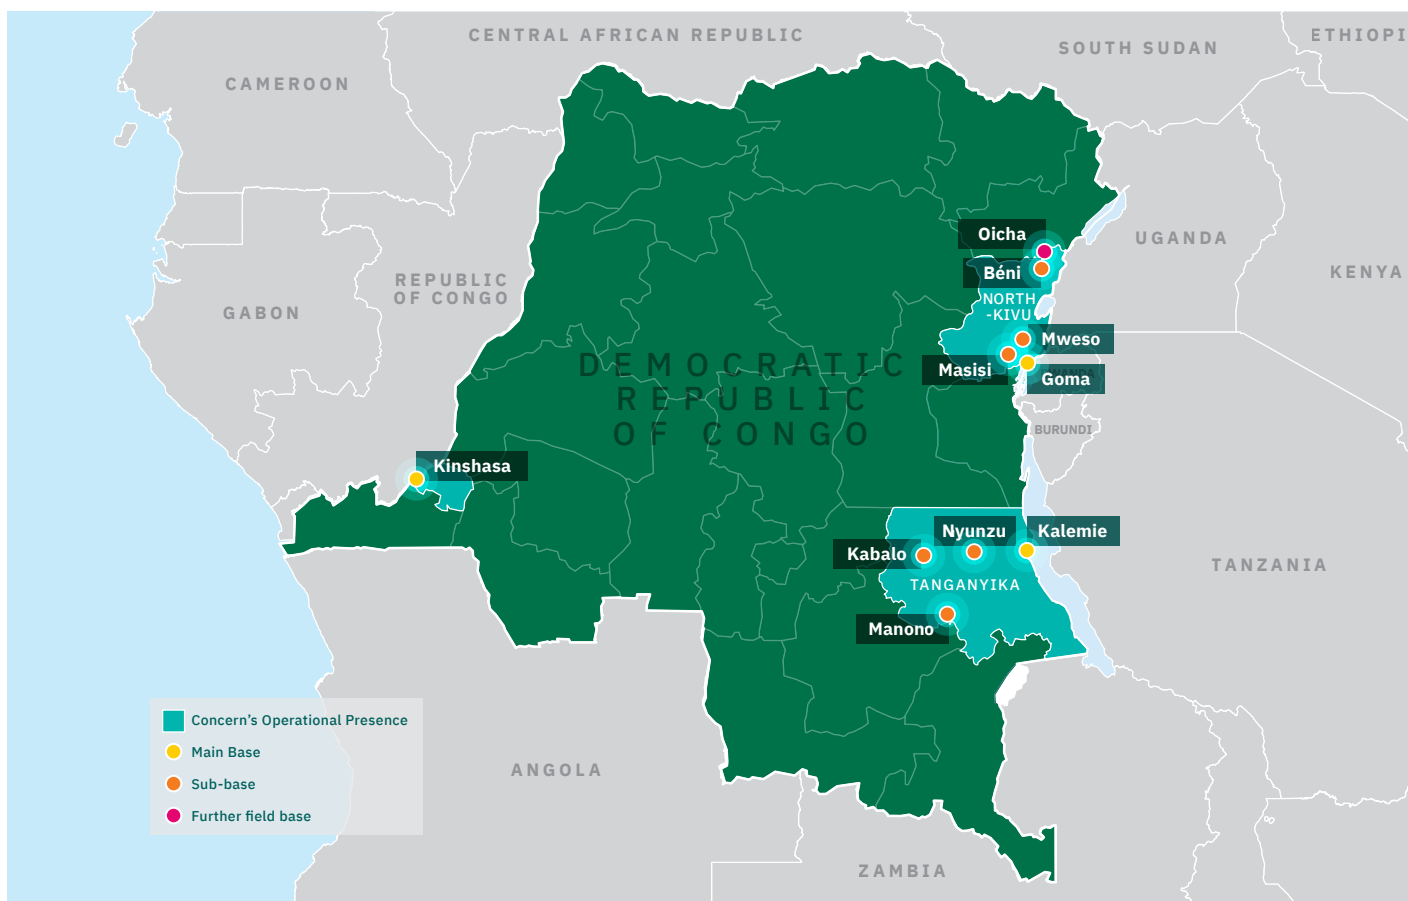 CENTRAL AFRICAN REPUBLIC
SOUTH SUDAN
ETHIOPI
CAMEROON
Oicha
UGANDA
Béni
KENYA
REPUBLIC
OF CONGO
NORTH
-KIVU
GABON
Mweso
DEMOCRATIC
REPUBLIC
OF CONGO
Masisi
Goma
BURUNDI
Kinshasa
Nyunzu
Kalemie
Kabalo
TANZANIA
TANGANYIKA
Manono
Concern’s Operational Presence
Main Base
Sub-base
Further field base
ANGOLA
ZAMBIA